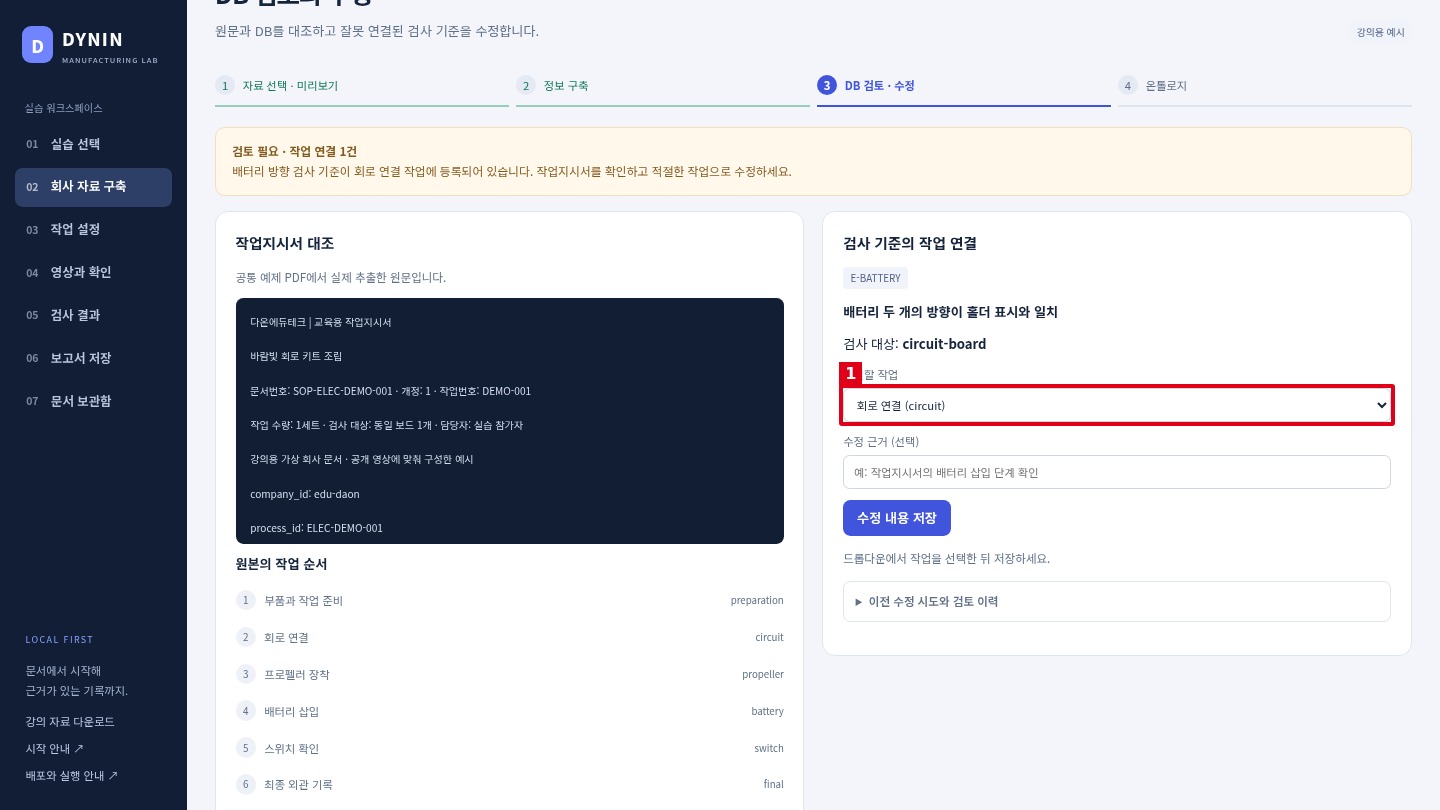 D
DYNIN
MANUFACTURING LAB
실습 워크스페이스
01 실습 선택
02 회사 자료 구축
03 작업 설정
04 영상과 확인
05 검사 결과
06 보고서 저장
07 문서 보관함
LOCAL FIRST
문서에서 시작해
근거가 있는 기록까지.
강의 자료 다운로드
시작 안내 ↗
배포와 실행 안내 ↗
원문과 DB를 대조하고 잘못 연결된 검사 기준을 수정합니다.
강의용 예시
1 자료 선택 · 미리보기
2 정보 구축
3 DB 검토 · 수정
4 온톨로지
검토 필요 · 작업 연결 1건
배터리 방향 검사 기준이 회로 연결 작업에 등록되어 있습니다. 작업지시서를 확인하고 적절한 작업으로 수정하세요.
작업지시서 대조
공통 예제 PDF에서 실제 추출한 원문입니다.
다온에듀테크 | 교육용 작업지시서
바람빛 회로 키트 조립
문서번호: SOP-ELEC-DEMO-001 · 개정: 1 · 작업번호: DEMO-001
작업 수량: 1세트 · 검사 대상: 동일 보드 1개 · 담당자: 실습 참가자
강의용 가상 회사 문서 · 공개 영상에 맞춰 구성한 예시
company_id: edu-daon
process_id: ELEC-DEMO-001
원본의 작업 순서
1 부품과 작업 준비 preparation
2 회로 연결 circuit
3 프로펠러 장착 propeller
4 배터리 삽입 battery
5 스위치 확인 switch
6 최종 외관 기록 final
검사 기준의 작업 연결
E-BATTERY
배터리 두 개의 방향이 홀더 표시와 일치
검사 대상: circuit-board
1 할 작업
회로 연결 (circuit)
수정 근거 (선택)
예: 작업지시서의 배터리 삽입 단계 확인
수정 내용 저장
드롭다운에서 작업을 선택한 뒤 저장하세요.
▶ 이전 수정 시도와 검토 이력